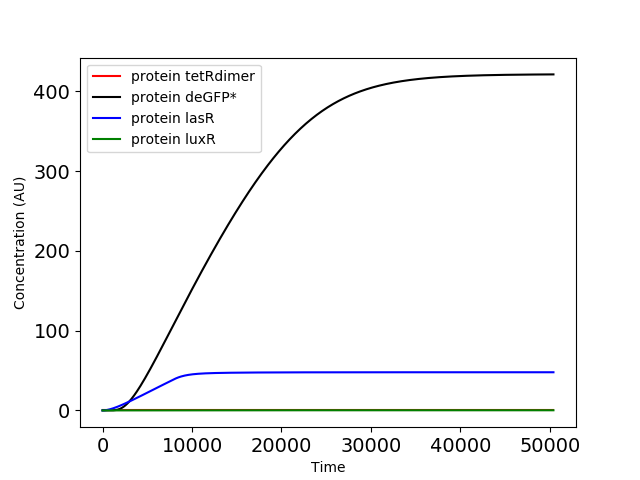 protein tetRdimer
protein deGFP*
protein lasR
protein luxR
Concentration (AU)
400
300
200
100
0
0 10000 20000 30000 40000 50000
Time